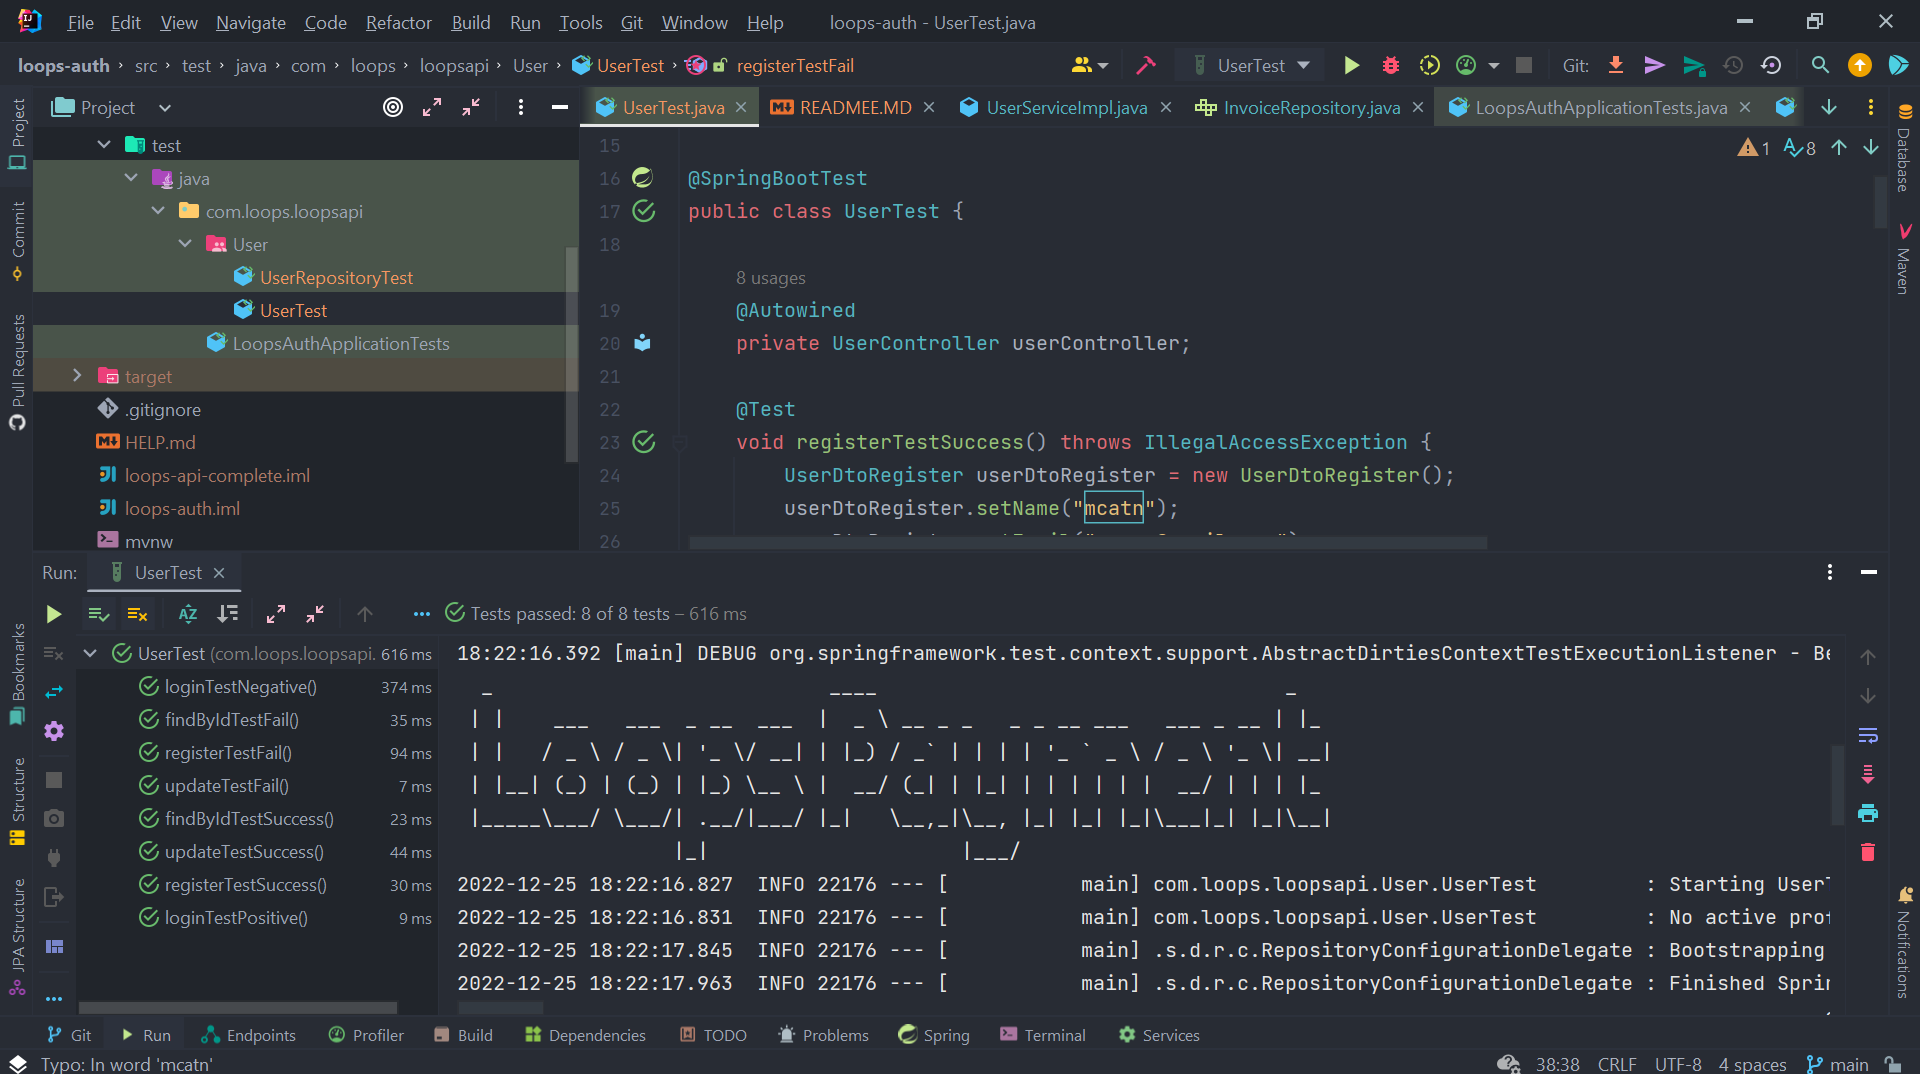 File Edit View Navigate Code Refactor Build Run Tools Git Window Help loops-auth - UserTest.java
loops-auth › src › test › java › com › loops › loopsapi › User › UserTest › registerTestFail UserTest Git:
Project UserTest.java READMEE.MD UserServiceImpl.java InvoiceRepository.java LoopsAuthApplicationTests.java
Project
Commit
Pull Requests
Bookmarks
Structure
JPA Structure
Database
Maven
Notifications
test
java
com.loops.loopsapi
User
UserRepositoryTest
UserTest
LoopsAuthApplicationTests
target
.gitignore
HELP.md
loops-api-complete.iml
loops-auth.iml
mvnw
1 8
15
16 @SpringBootTest
17 public class UserTest {
18
8 usages
19 @Autowired
20 private UserController userController;
21
22 @Test
23 void registerTestSuccess() throws IllegalAccessException {
24 UserDtoRegister userDtoRegister = new UserDtoRegister();
25 userDtoRegister.setName("mcatn");
26
Run: UserTest
Tests passed: 8 of 8 tests – 616 ms
UserTest (com.loops.loopsapi. 616 ms
loginTestNegative() 374 ms
findByIdTestFail() 35 ms
registerTestFail() 94 ms
updateTestFail() 7 ms
findByIdTestSuccess() 23 ms
updateTestSuccess() 44 ms
registerTestSuccess() 30 ms
loginTestPositive() 9 ms
18:22:16.392 [main] DEBUG org.springframework.test.context.support.AbstractDirtiesContextTestExecutionListener - Be
Loops Payment
2022-12-25 18:22:16.827 INFO 22176 --- [ main] com.loops.loopsapi.User.UserTest : Starting User
2022-12-25 18:22:16.831 INFO 22176 --- [ main] com.loops.loopsapi.User.UserTest : No active
2022-12-25 18:22:17.845 INFO 22176 --- [ main] .s.d.r.c.RepositoryConfigurationDelegate : Bootstrapping
2022-12-25 18:22:17.963 INFO 22176 --- [ main] .s.d.r.c.RepositoryConfigurationDelegate : Finished Sprin
Git Run Endpoints Profiler Build Dependencies TODO Problems Spring Terminal Services
Typo: In word 'mcatn' 38:38 CRLF UTF-8 4 spaces main